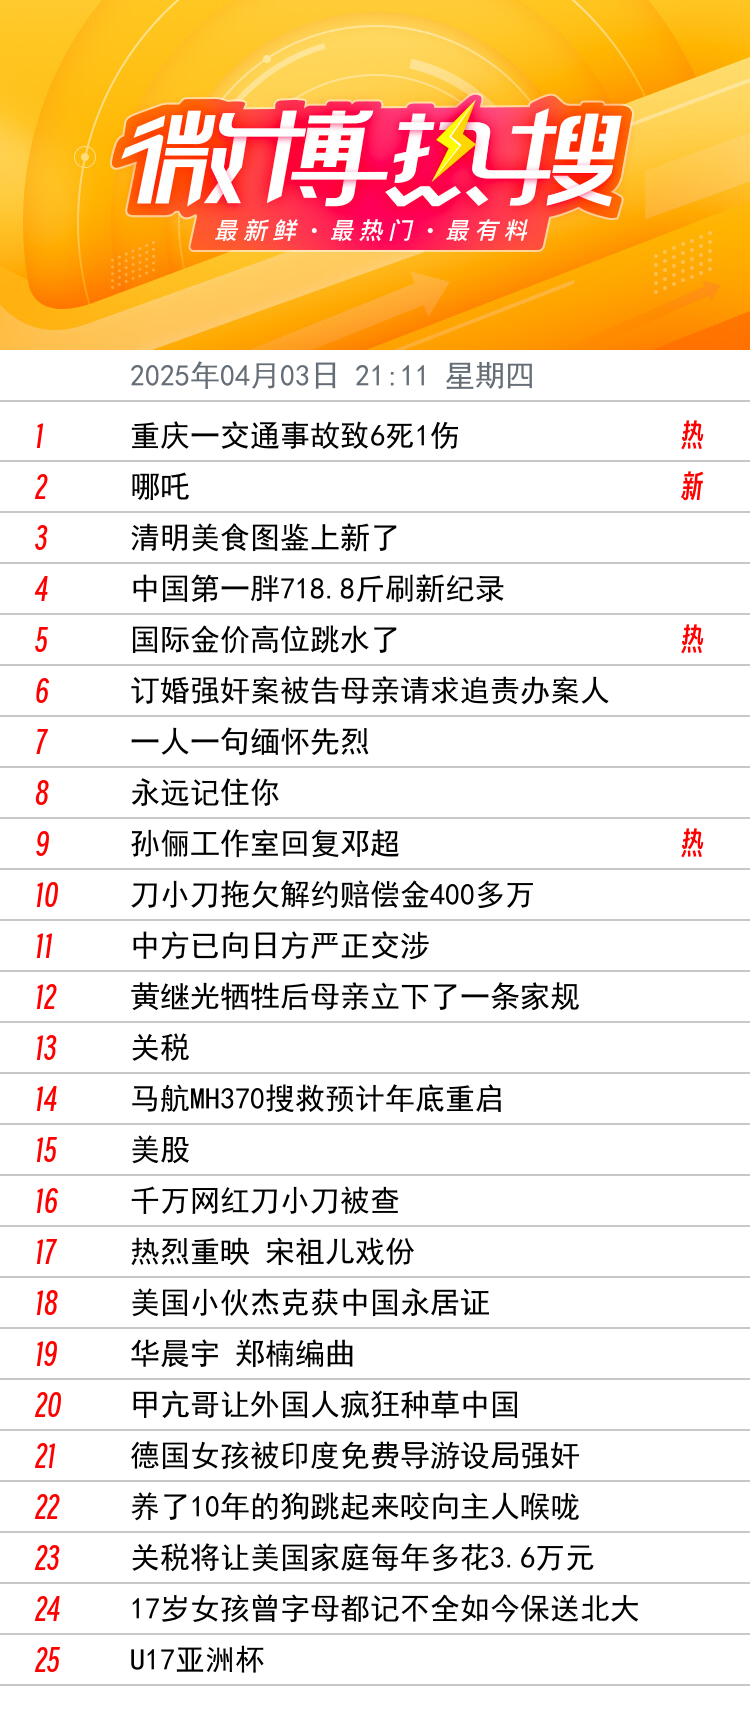 微博热搜
最新鲜·最热门·最有料
2025年04月03日 21:11 星期四
1 重庆一交通事故致6死1伤 热
2 哪吒 新
3 清明美食图鉴上新了
4 中国第一胖718.8斤刷新纪录
5 国际金价高位跳水了 热
6 订婚强奸案被告母亲请求追责办案人
7 一人一句缅怀先烈
8 永远记住你
9 孙俪工作室回复邓超 热
10 刀小刀拖欠解约赔偿金400多万
11 中方已向日方严正交涉
12 黄继光牺牲后母亲立下了一条家规
13 关税
14 马航MH370搜救预计年底重启
15 美股
16 千万网红刀小刀被查
17 热烈重映 宋祖儿戏份
18 美国小伙杰克获中国永居证
19 华晨宇 郑楠编曲
20 甲亢哥让外国人疯狂种草中国
21 德国女孩被印度免费导游设局强奸
22 养了10年的狗跳起来咬向主人喉咙
23 关税将让美国家庭每年多花3.6万元
24 17岁女孩曾字母都记不全如今保送北大
25 U17亚洲杯